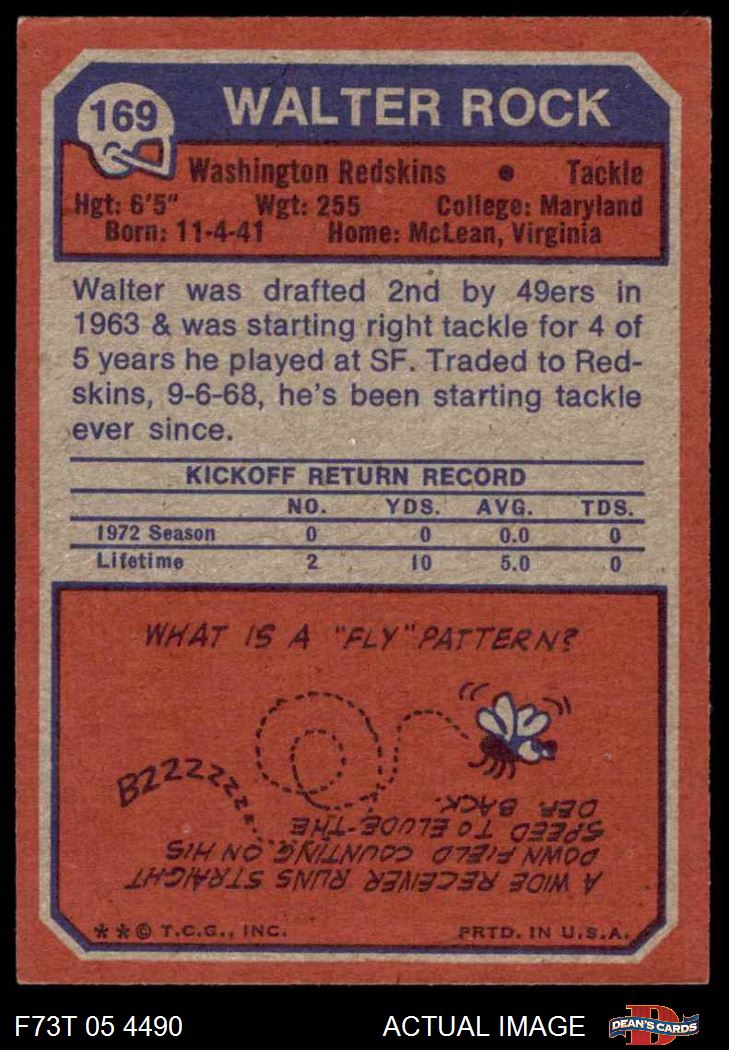 169
WALTER ROCK
Washington Redskins • Tackle
Hgt: 6'5" Wgt: 255 College: Maryland
Born: 11-4-41 Home: McLean, Virginia
Walter was drafted 2nd by 49ers in
1963 & was starting right tackle for 4 of
5 years he played at SF. Traded to Red-
skins, 9-6-68, he's been starting tackle
ever since.
KICKOFF RETURN RECORD
NO. YDS. AVG. TDS.
1972 Season 0 0 0.0 0
Lifetime 2 10 5.0 0
WHAT IS A "FLY" PATTERN?
BZZZZZZZ
A WIDE RECEIVER RUNS STRAIGHT
DOWN FIELD COUNTING ON HIS
SPEED TO ELUDE THE
DEF. BACK.
**© T.C.G., INC. PRTD. IN U.S.A.
F73T 05 4490 ACTUAL IMAGE
D
DEAN'S CARDS